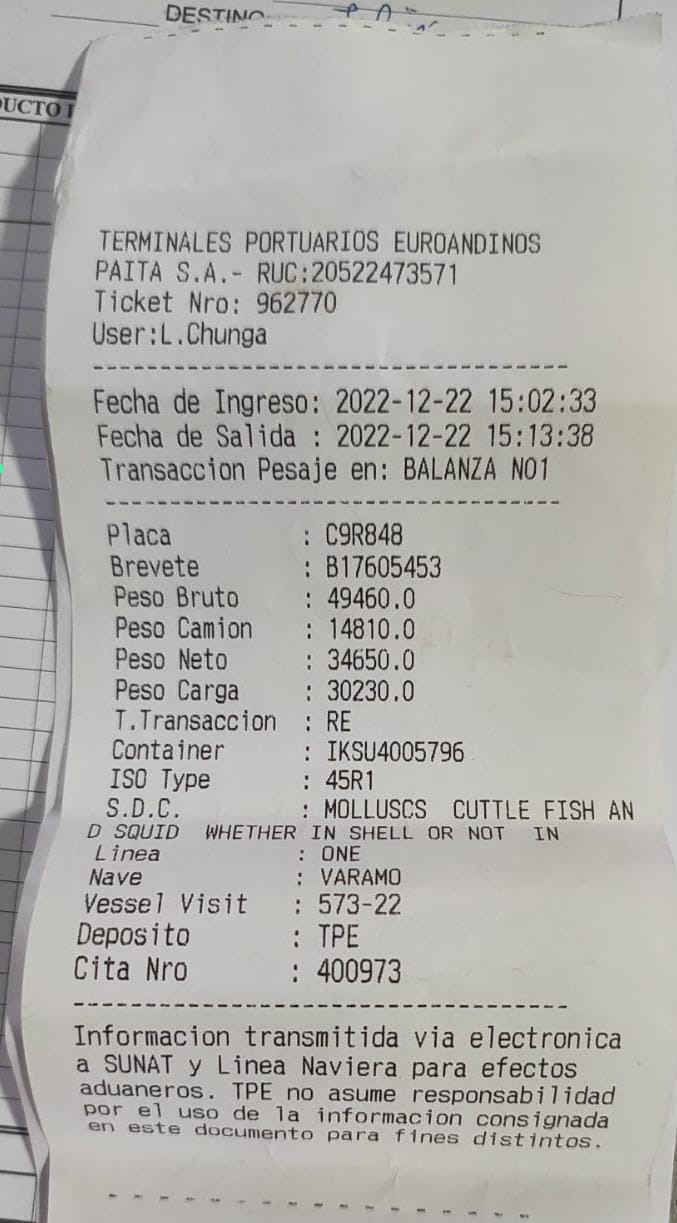 DESTINO
DUCTO
TERMINALES PORTUARIOS EUROANDINOS
PAITA S.A.- RUC:20522473571
Ticket Nro: 962770
User:L.Chunga
Fecha de Ingreso: 2022-12-22 15:02:33
Fecha de Salida : 2022-12-22 15:13:38
Transaccion Pesaje en: BALANZA NO1
Placa : C9R848
Brevete : B17605453
Peso Bruto : 49460.0
Peso Camion : 14810.0
Peso Neto : 34650.0
Peso Carga : 30230.0
T.Transaccion : RE
Container : IKSU4005796
ISO Type : 45R1
S.D.C. : MOLLUSCS CUTTLE FISH AN
D SQUID WHETHER IN SHELL OR NOT IN
Linea : ONE
Nave : VARAMO
Vessel Visit : 573-22
Deposito : TPE
Cita Nro : 400973
Informacion transmitida via electronica
a SUNAT y Linea Naviera para efectos
aduaneros. TPE no asume responsabilidad
por el uso de la informacion consignada
en este documento para fines distintos.